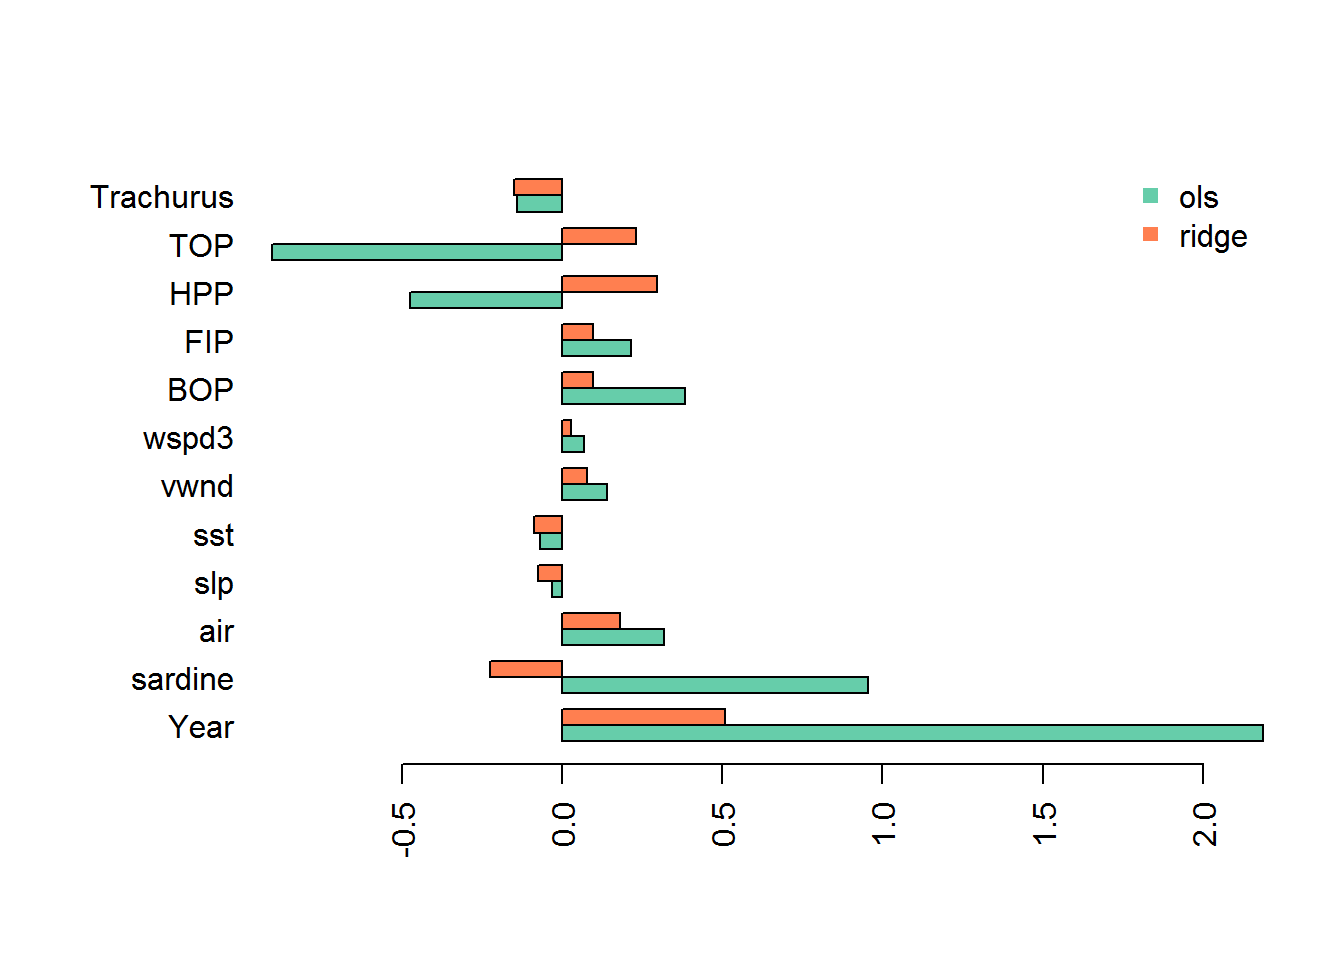 Trachurus
TOP
HPP
FIP
BOP
wspd3
vwnd
sst
slp
air
sardine
Year
ols
ridge
-0.5
0.0
0.5
1.0
1.5
2.0